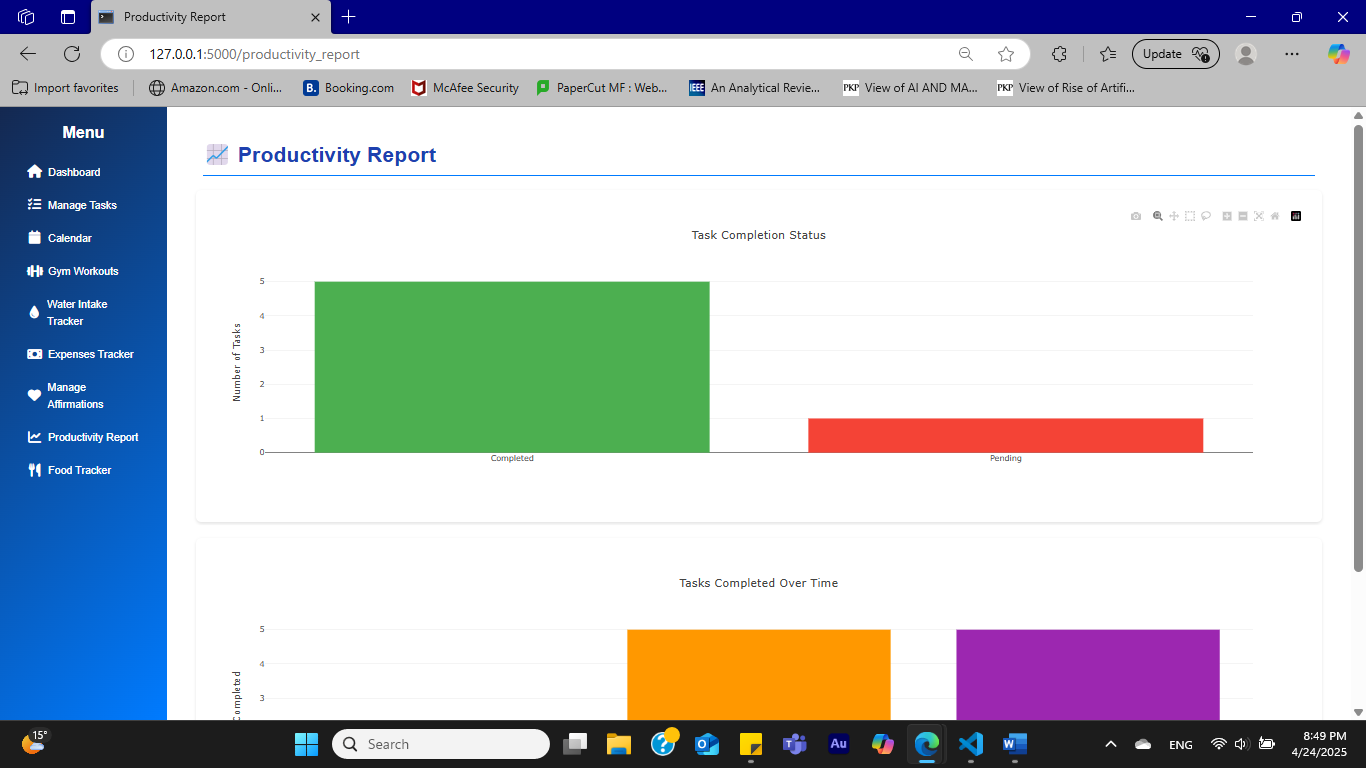 Productivity Report
127.0.0.1:5000/productivity_report
Update
Import favorites
Amazon.com - Onli...
B. Booking.com
McAfee Security
PaperCut MF : Web...
IEEE An Analytical Revie...
PKP View of AI AND MA...
PKP View of Rise of Artifi...
Menu
Dashboard
Manage Tasks
Calendar
Gym Workouts
Water Intake
Tracker
Expenses Tracker
Manage
Affirmations
Productivity Report
Food Tracker
Productivity Report
Task Completion Status
Number of Tasks
5
4
3
2
1
0
Completed
Pending
Tasks Completed Over Time
Completed
5
4
3
15°
Search
Au
ENG
8:49 PM
4/24/2025